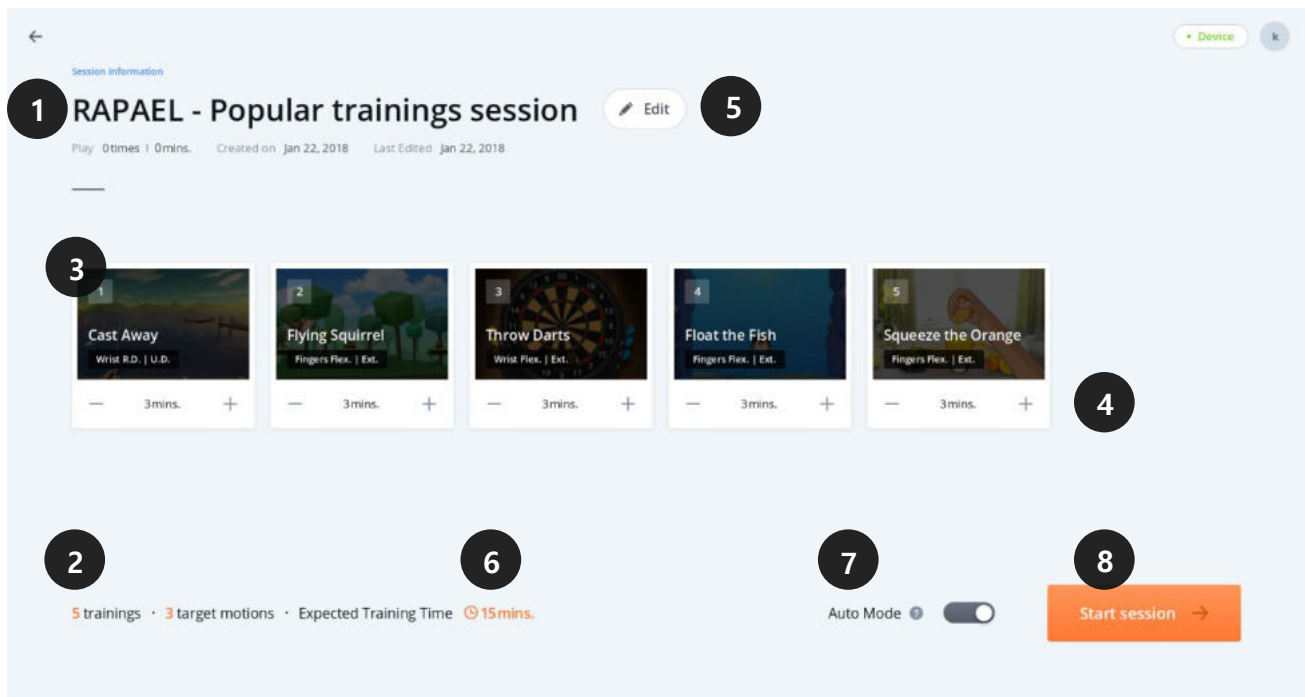 Device
k
Session information
1
RAPAEL - Popular trainings session
Edit
5
Play 0times | 0mins. Created on Jan 22, 2018 Last Edited Jan 22, 2018
3
1
Cast Away
Wrist R.D. | U.D.
3mins.
2
Flying Squirrel
Fingers Flex. | Ext.
3mins.
3
Throw Darts
Wrist Flex. | Ext.
3mins.
4
Float the Fish
Fingers Flex. | Ext.
3mins.
5
Squeeze the Orange
Fingers Flex. | Ext.
3mins.
4
2
6
7
8
5 trainings · 3 target motions · Expected Training Time 15mins.
Auto Mode ?
Start session →